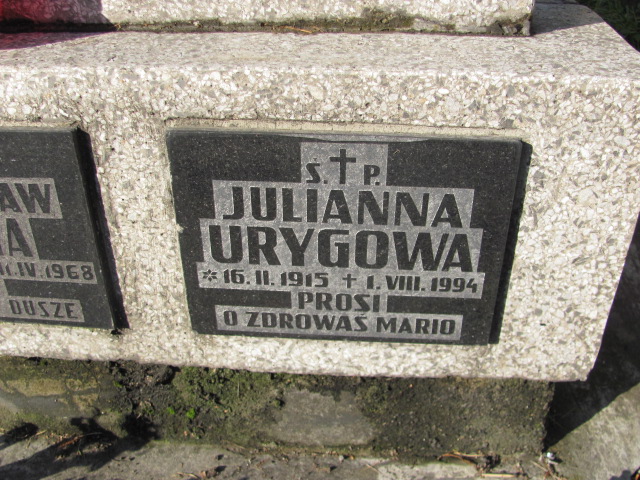 AW
A
IV.1968
DUSZE
Ś. † P.
JULIANNA
URYGOWA
*16.II.1915 + 1.VIII.1994
PROSI
O ZDROWAŚ MARIO